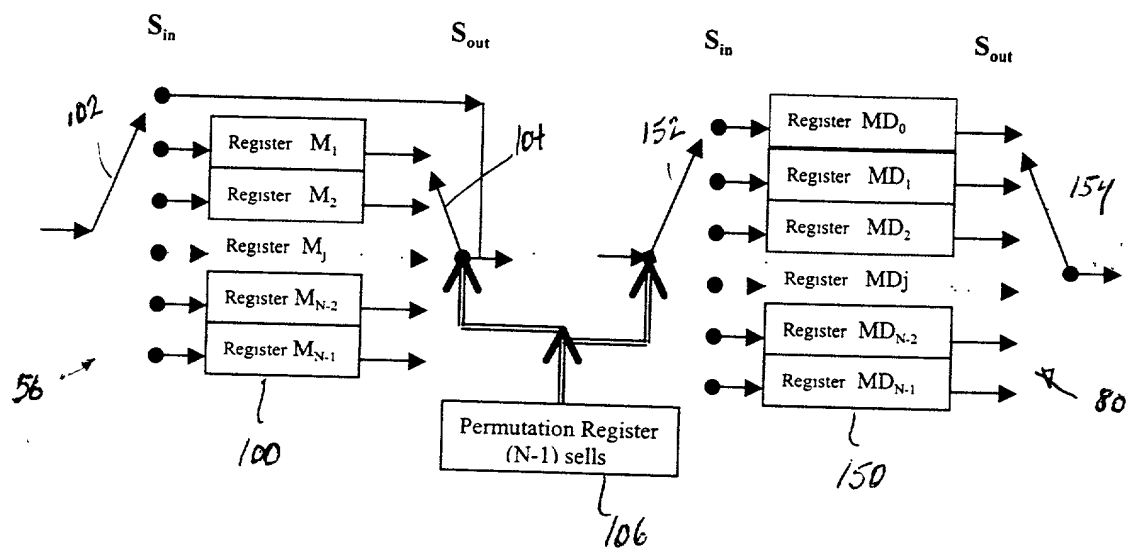 S_in S_out S_in S_out
102
Register M_1
Register M_2
Register M_j
Register M_N-2
Register M_N-1
104
152
Register MD_0
Register MD_1
Register MD_2
Register MDj
Register MD_N-2
Register MD_N-1
154
56
100
Permutation Register
(N-1) sells
106
150
80